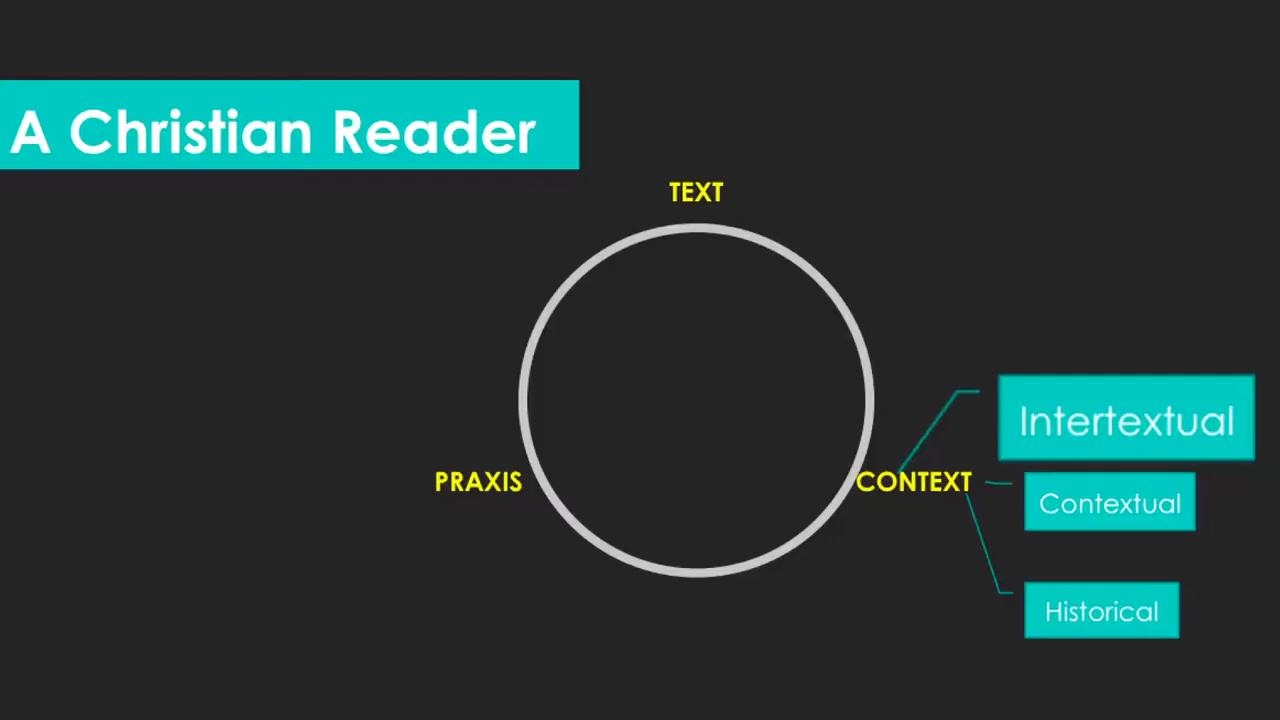 A Christian Reader
TEXT
Intertextual
PRAXIS
CONTEXT
Contextual
Historical